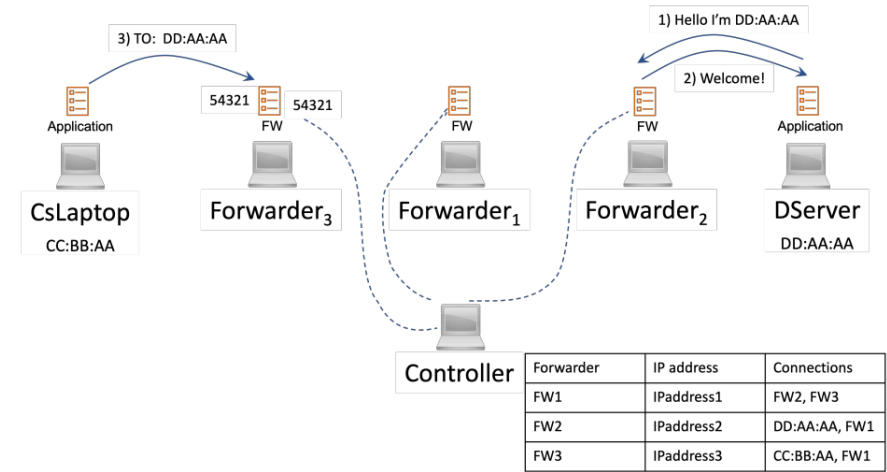 1) Hello I'm DD:AA:AA
3) TO: DD:AA:AA
2) Welcome!
54321
54321
Application
FW
FW
FW
Application
CsLaptop
CC:BB:AA
Forwarder3
Forwarder1
Forwarder2
DServer
DD:AA:AA
Controller
Forwarder IP address Connections
FW1 IPaddress1 FW2, FW3
FW2 IPaddress2 DD:AA:AA, FW1
FW3 IPaddress3 CC:BB:AA, FW1